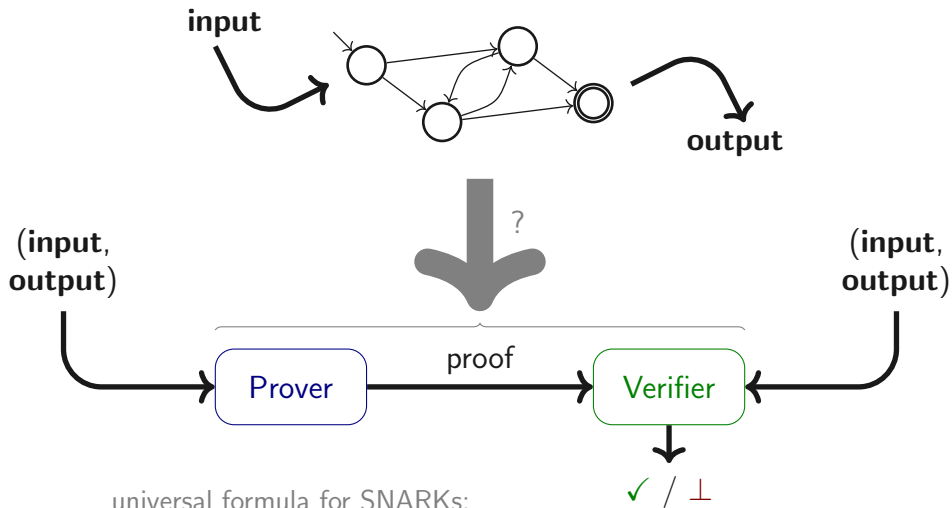 input
output
?
(input,
output)
(input,
output)
proof
Prover
Verifier
✓ / ⊥
universal formula for SNARKs: